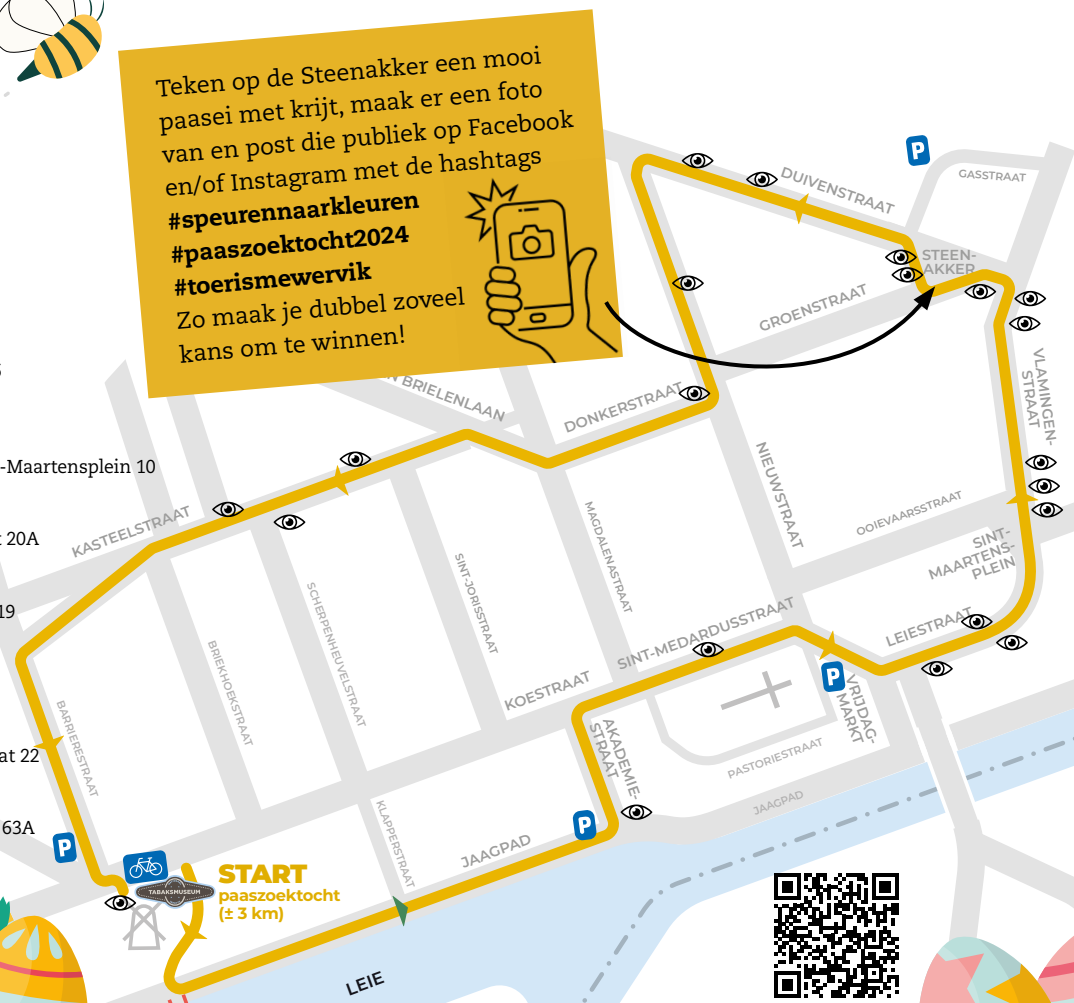 Teken op de Steenakker een mooi
paasei met krijt, maak er een foto
van en post die publiek op Facebook
en/of Instagram met de hashtags
#speurennaarkleuren
#paaszoektocht2024
#toerismewervik
Zo maak je dubbel zoveel
kans om te winnen!
P
GASSTRAAT
DUIVENSTRAAT
STEEN-
AKKER
GROENSTRAAT
VLAMINGEN-
STRAAT
BRIELENLAAN
DONKERSTRAAT
-Maartensplein 10
NIEUWSTRAAT
OOIEVAARSSTRAAT
KASTEELSTRAAT
20A
MAGDALENASTRAAT
SINT-
MAARTENS-
PLEIN
SINT-JORISSTRAAT
SCHERPENHEUVELSTRAAT
19
SINT-MEDARDUSSTRAAT
LEIESTRAAT
BRIEKHOEKSTRAAT
KOESTRAAT
P
VRIJDAG-
MARKT
BARRIERESTRAAT
AKADEMIE-
STRAAT
PASTORIESTRAAT
at 22
JAAGPAD
KLAPPERSTRAAT
63A
P
P
JAAGPAD
TABAKSMUSEUM
START
paaszoektocht
(± 3 km)
LEIE